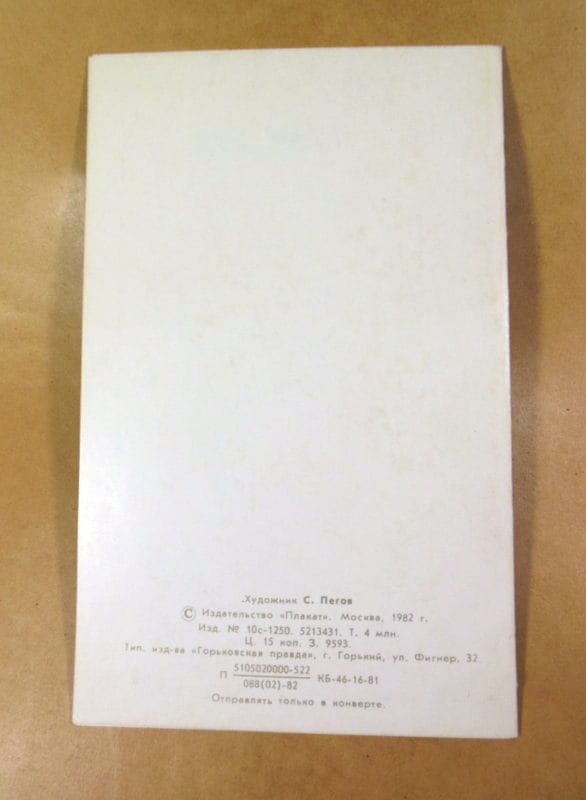 Художник С. Пегов
© Издательство «Плакат». Москва, 1982 г.
Изд. № 10с-1250. 5213431. Т. 4 млн.
Ц. 15 коп. З. 9593.
Тип. изд-ва «Горьковская правда», г. Горький, ул. Фигнер, 32
П 5105020000-522 КБ-46-16-81
088(02)-82
Отправлять только в конверте.